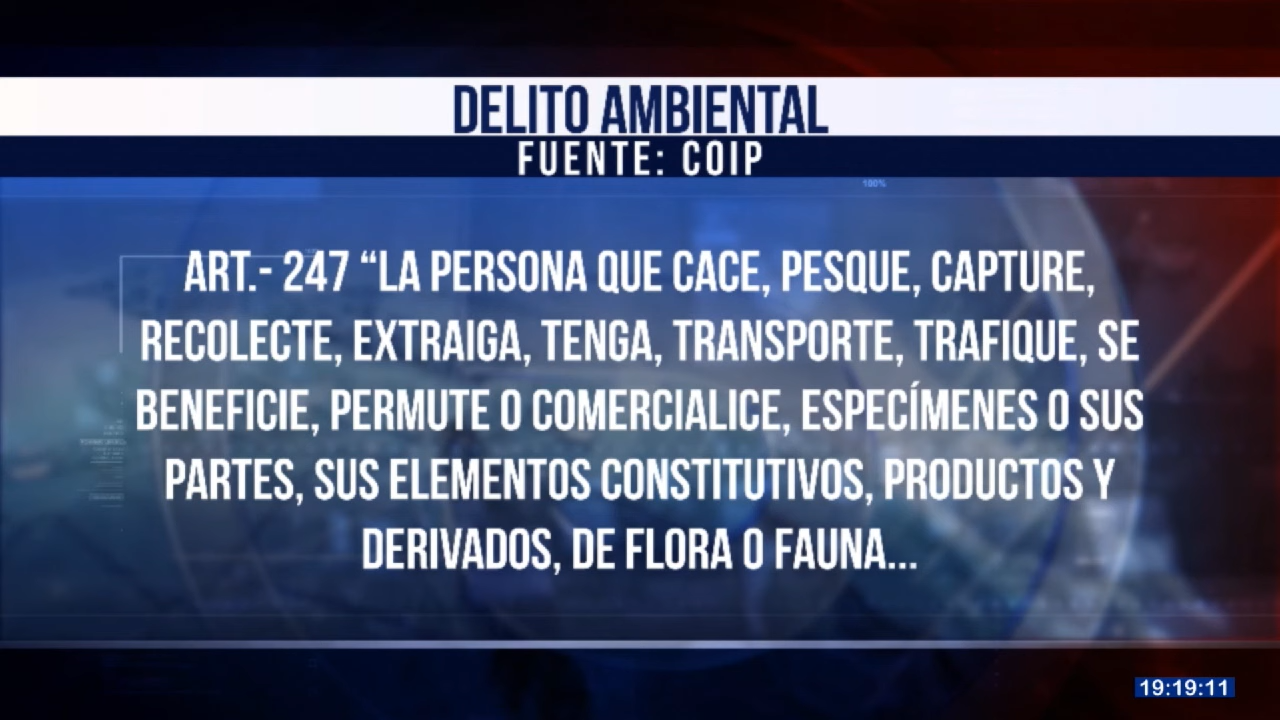 DELITO AMBIENTAL
FUENTE: COIP
100%
ART.- 247 “LA PERSONA QUE CACE, PESQUE, CAPTURE,
RECOLECTE, EXTRAIGA, TENGA, TRANSPORTE, TRAFIQUE, SE
BENEFICIE, PERMUTE O COMERCIALICE, ESPECÍMENES O SUS
PARTES, SUS ELEMENTOS CONSTITUTIVOS, PRODUCTOS Y
DERIVADOS, DE FLORA O FAUNA...
19:19:11